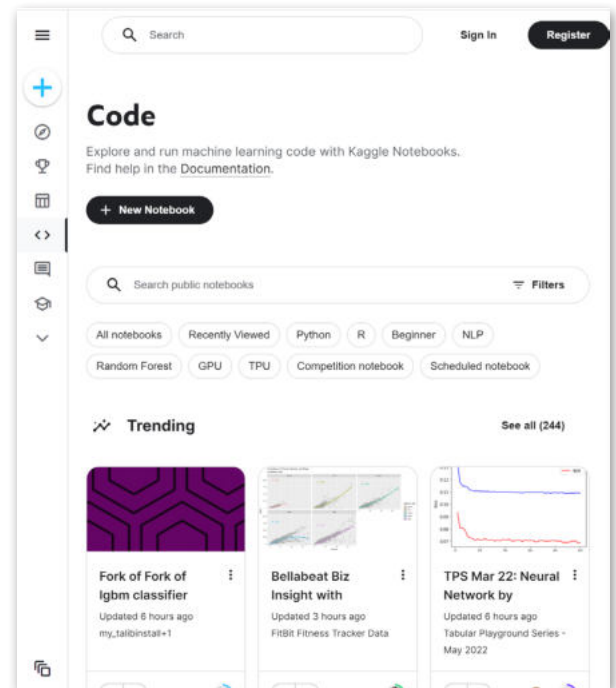 Search
Sign In
Register
Code
Explore and run machine learning code with Kaggle Notebooks.
Find help in the Documentation.
+ New Notebook
Search public notebooks
Filters
All notebooks
Recently Viewed
Python
R
Beginner
NLP
Random Forest
GPU
TPU
Competition notebook
Scheduled notebook
Trending
See all (244)
Fork of Fork of
lgbm classifier
Updated 6 hours ago
my_talibinstall+1
Bellabeat Biz
Insight with
Updated 3 hours ago
FitBit Fitness Tracker Data
TPS Mar 22: Neural
Network by
Updated 6 hours ago
Tabular Playground Series -
May 2022